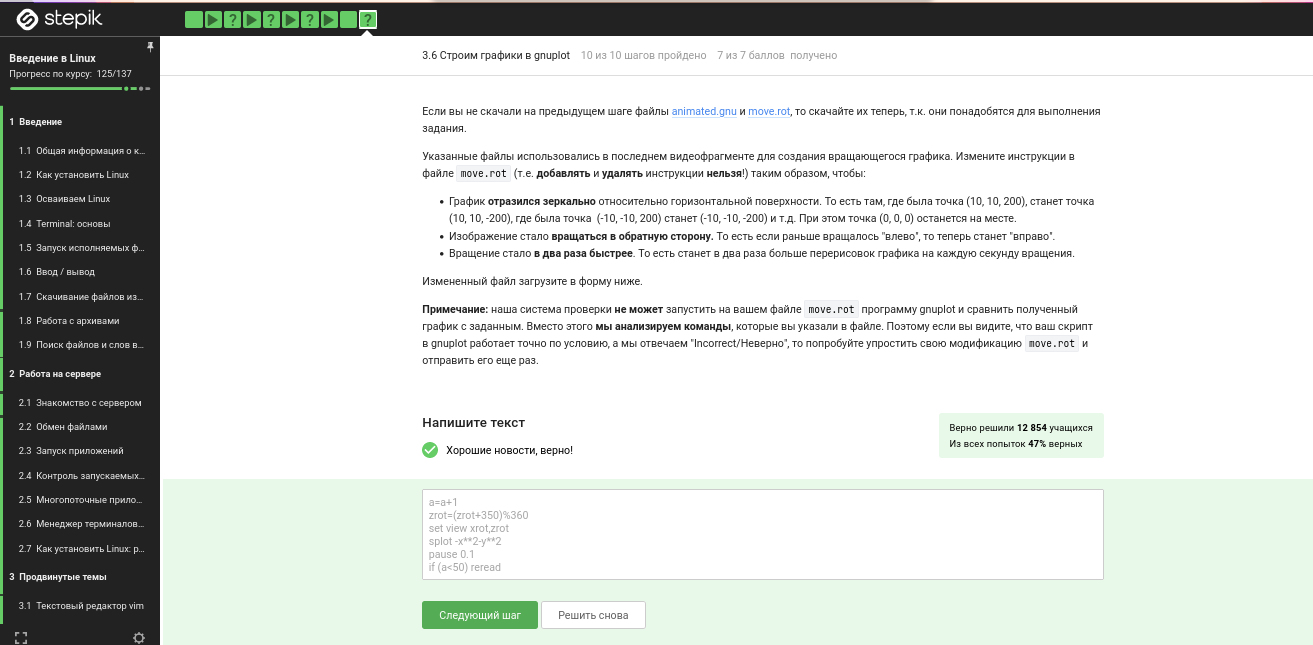 stepik
Введение в Linux
Прогресс по курсу: 125/137
1 Введение
1.1 Общая информация о к...
1.2 Как установить Linux
1.3 Осваиваем Linux
1.4 Terminal: основы
1.5 Запуск исполняемых ф...
1.6 Ввод / вывод
1.7 Скачивание файлов из...
1.8 Работа с архивами
1.9 Поиск файлов и слов в...
2 Работа на сервере
2.1 Знакомство с сервером
2.2 Обмен файлами
2.3 Запуск приложений
2.4 Контроль запускаемых...
2.5 Многопоточные прило...
2.6 Менеджер терминалов...
2.7 Как установить Linux: р...
3 Продвинутые темы
3.1 Текстовый редактор vim
3.6 Строим графики в gnuplot 10 из 10 шагов пройдено 7 из 7 баллов получено
Если вы не скачали на предыдущем шаге файлы animated.gnu и move.rot, то скачайте их теперь, т.к. они понадобятся для выполнения
задания.
Указанные файлы использовались в последнем видеофрагменте для создания вращающегося графика. Измените инструкции в
файле move.rot (т.е. добавлять и удалять инструкции нельзя!) таким образом, чтобы:
• График отразился зеркально относительно горизонтальной поверхности. То есть там, где была точка (10, 10, 200), станет точка
(10, 10, -200), где была точка (-10, -10, 200) станет (-10, -10, -200) и т.д. При этом точка (0, 0, 0) останется на месте.
• Изображение стало вращаться в обратную сторону. То есть если раньше вращалось "влево", то теперь станет "вправо".
• Вращение стало в два раза быстрее. То есть станет в два раза больше перерисовок графика на каждую секунду вращения.
Измененный файл загрузите в форму ниже.
Примечание: наша система проверки не может запустить на вашем файле move.rot программу gnuplot и сравнить полученный
график с заданным. Вместо этого мы анализируем команды, которые вы указали в файле. Поэтому если вы видите, что ваш скрипт
в gnuplot работает точно по условию, а мы отвечаем "Incorrect/Неверно", то попробуйте упростить свою модификацию move.rot и
отправить его еще раз.
Напишите текст
Хорошие новости, верно!
Верно решили 12 854 учащихся
Из всех попыток 47% верных
a=a+1
zrot=(zrot+350)%360
set view xrot,zrot
splot -x**2-y**2
pause 0.1
if (a<50) reread
Следующий шаг
Решить снова